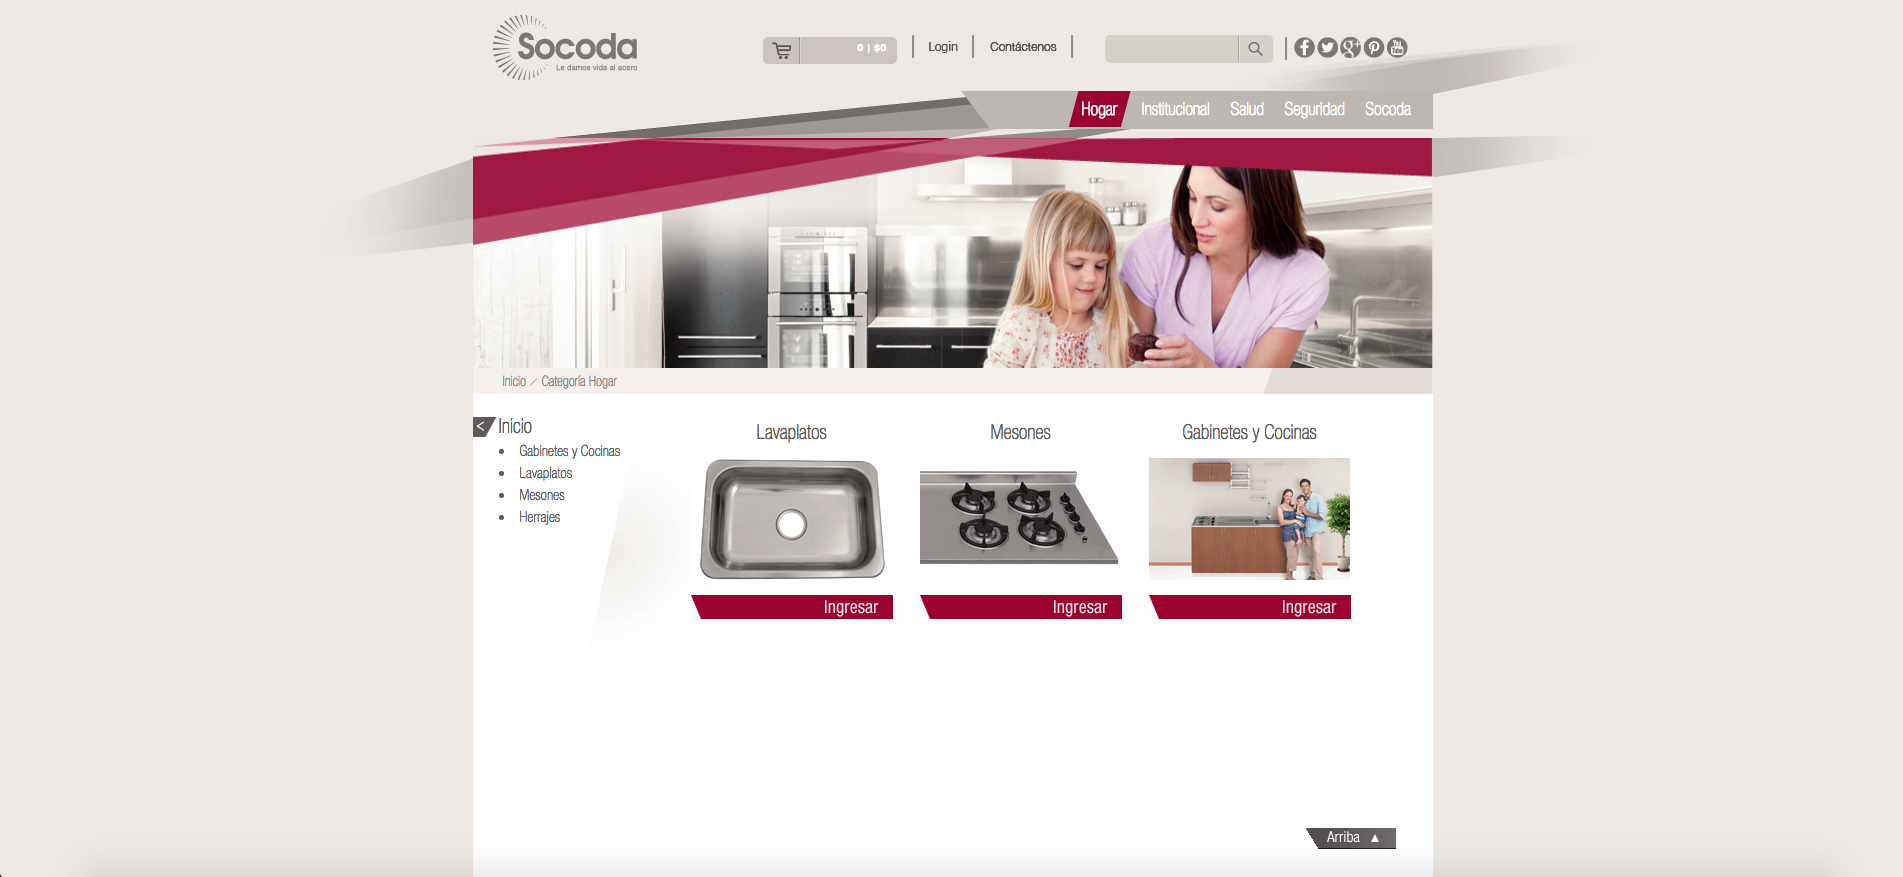 Socoda
Le damos vida al acero
0 | $0
Login
Contáctenos
Hogar
Institucional
Salud
Seguridad
Socoda
Inicio / Categoría Hogar
< Inicio
Gabinetes y Cocinas
Lavaplatos
Mesones
Herrajes
Lavaplatos
Mesones
Gabinetes y Cocinas
Ingresar
Ingresar
Ingresar
Arriba ▲